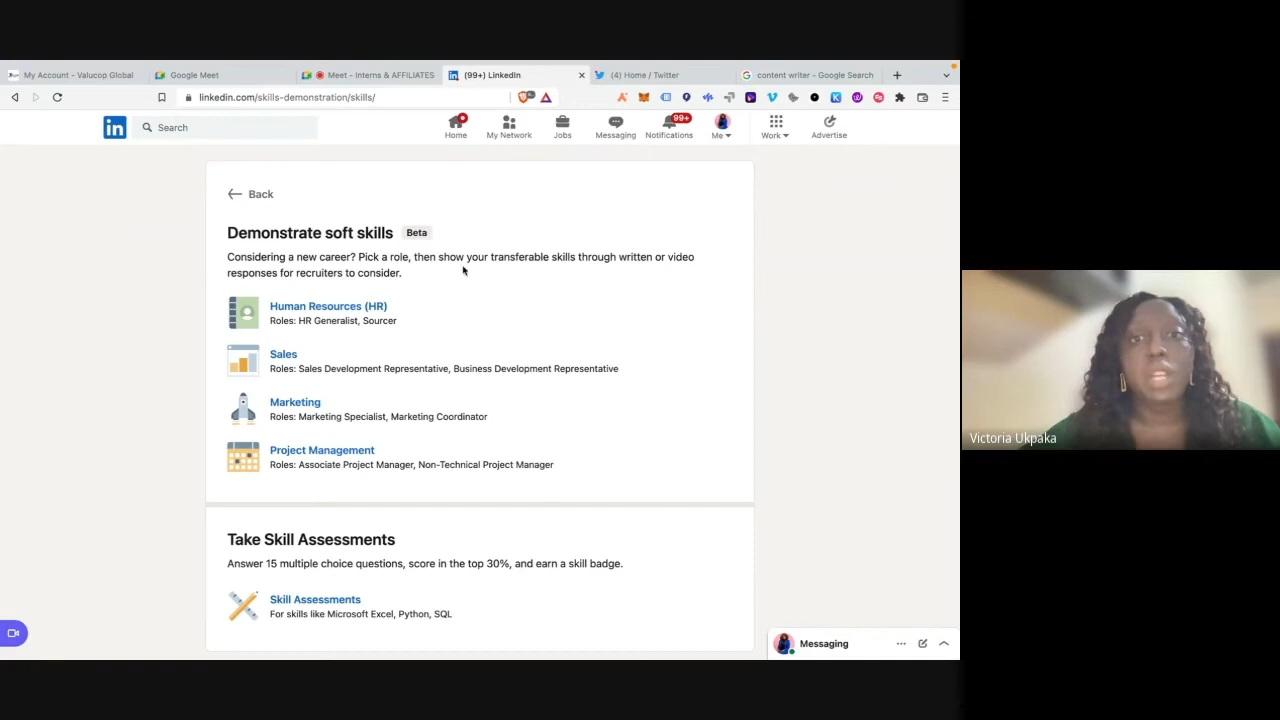 My Account - Valucop Global
Google Meet
Meet - Interns & AFFILIATES
(99+) LinkedIn
(4) Home / Twitter
content writer - Google Search
linkedin.com/skills-demonstration/skills/
in
Search
Home
My Network
Jobs
Messaging
99+
Notifications
Me
Work
Advertise
Back
Demonstrate soft skills
Beta
Considering a new career? Pick a role, then show your transferable skills through written or video
responses for recruiters to consider.
Human Resources (HR)
Roles: HR Generalist, Sourcer
Sales
Roles: Sales Development Representative, Business Development Representative
Marketing
Roles: Marketing Specialist, Marketing Coordinator
Project Management
Roles: Associate Project Manager, Non-Technical Project Manager
Take Skill Assessments
Answer 15 multiple choice questions, score in the top 30%, and earn a skill badge.
Skill Assessments
For skills like Microsoft Excel, Python, SQL
Messaging
Victoria Ukpaka